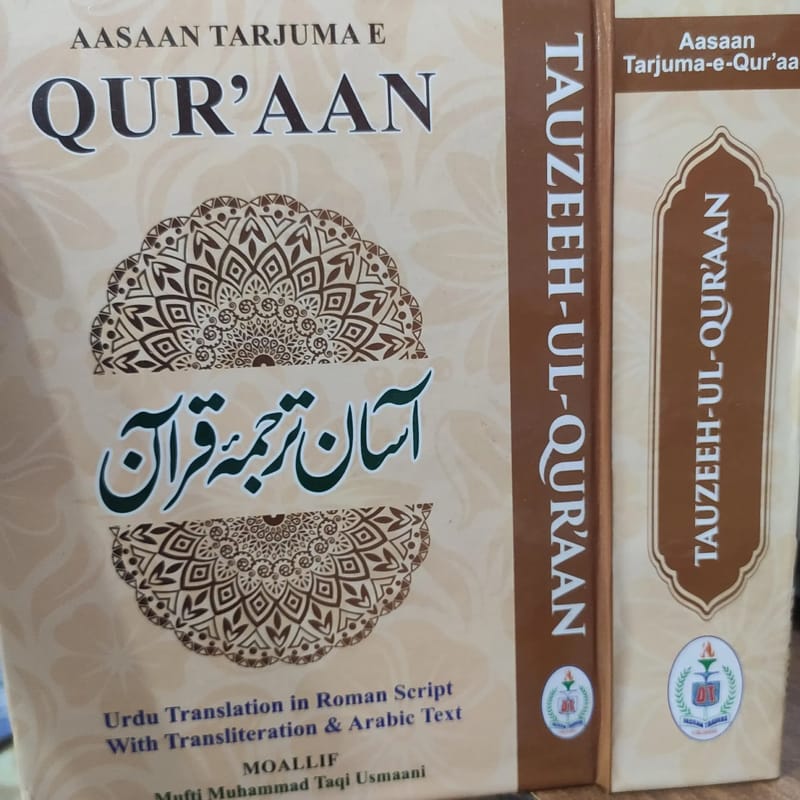 AASAAN TARJUMA E
QUR'AAN
آسان ترجمۂ قرآن
Urdu Translation in Roman Script
With Transliteration & Arabic Text
MOALLIF
Mufti Muhammad Taqi Usmaani
TAUZEEH-UL-QUR'AAN
Aasaan
Tarjuma-e-Qur'aa
TAUZEEH-UL-QUR'AAN